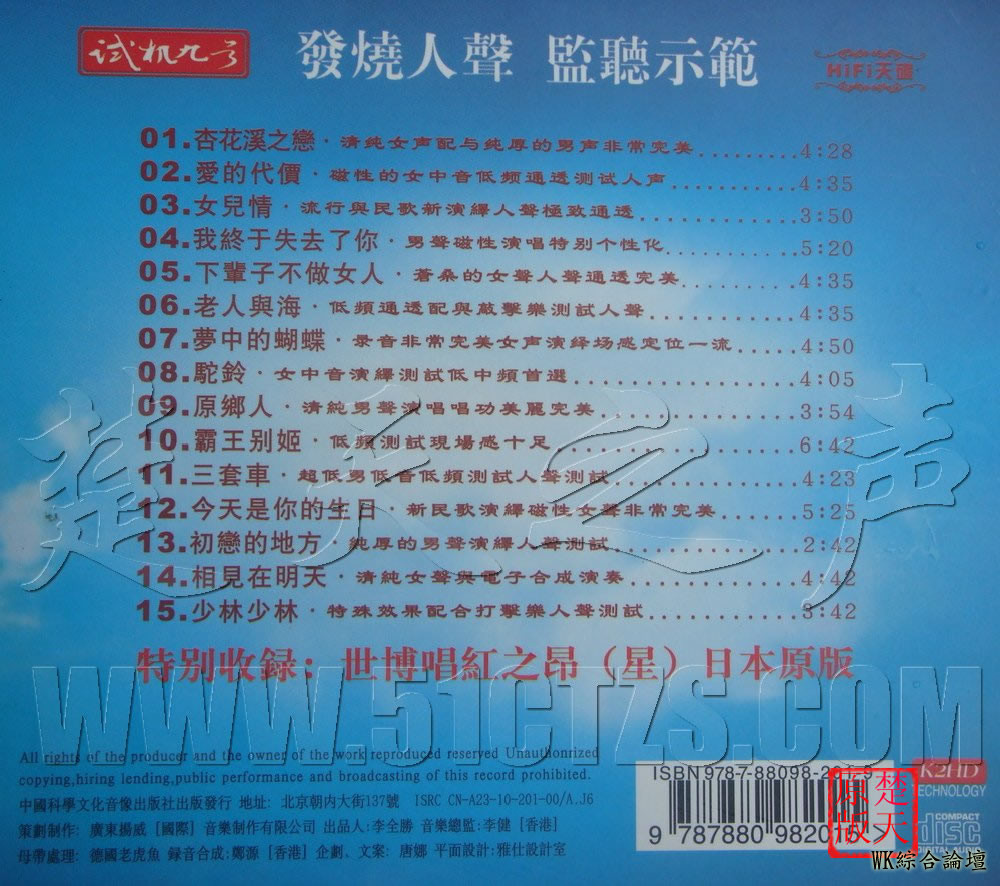 试机九号
發燒人聲 監聽示範
HiFi天碟
01.杏花溪之戀·清純女声配与純厚的男声非常完美.........4:28
02.愛的代價·磁性的女中音低頻通透測试人声...........4:35
03.女兒情·流行與民歌新演繹人聲極致通透............3:50
04.我終于失去了你·男聲磁性演唱特别个性化..........5:20
05.下輩子不做女人·蒼桑的女聲人聲通透完美..........4:35
06.老人與海·低頻通透配與敲擊樂測試人聲...........4:35
07.夢中的蝴蝶·录音非常完美女声演绎场感定位一流.....4:50
08.駝鈴·女中音演繹測試低中頻首選................4:05
09.原鄉人·清純男聲演唱唱功美麗完美..............3:54
10.霸王别姬·低頻測試現場感十足.................6:42
11.三套車·超低男低音低頻測試人聲測試.............4:23
12.今天是你的生日·新民歌演繹磁性女聲非常完美......5:25
13.初戀的地方·純厚的男聲演繹人聲測試.............2:42
14.相見在明天·清純女聲與電子合成演奏............4:42
15.少林少林·特殊效果配合打擊樂人聲測試...........3:42
楚天之声
特别收録：世博唱紅之昂（星）日本原版
WWW.51CTZS.COM
All rights of the producer and the owner of the work reproduced reserved Unauthonrized
copying,hiring lending,public performance and broadcasting of this record prohibited.
中國科學文化音像出版社出版發行 地址: 北京朝内大街137號 ISRC CN-A23-10-201-00/A.J6
策劃制作: 廣東揚威［國際］音樂制作有限公司 出品人:李全勝 音樂總監:李健［香港］
母帶處理: 德國老虎魚 録音合成:鄭源［香港］企劃、文案: 唐娜 平面設計:雅仕設計室
ISBN 978-7-88098-2
9 787880 98201
K2HD
TECHNOLOGY
COMPACT
disc
DIGITAL AUDIO
楚天
原版
WK綜合論壇